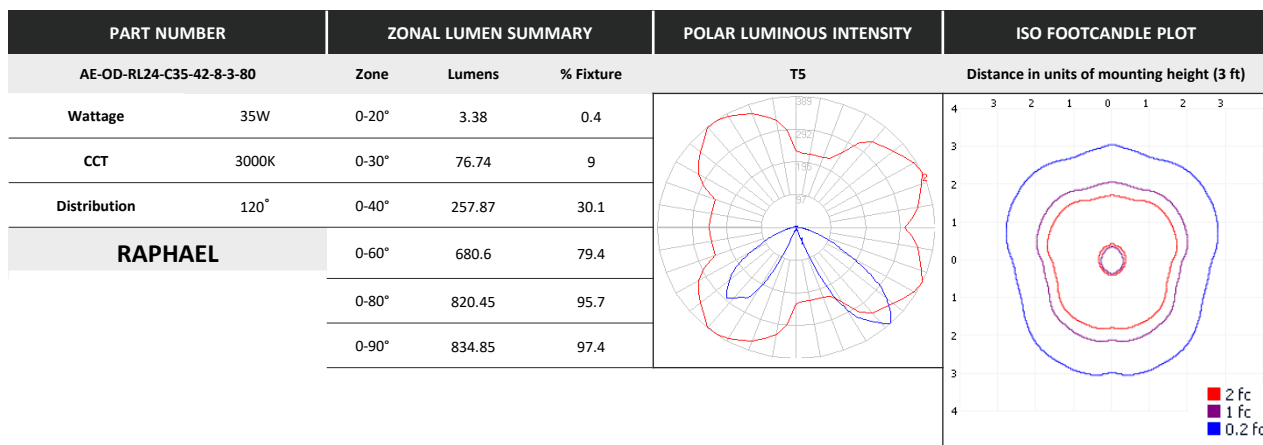 PART NUMBER
ZONAL LUMEN SUMMARY
POLAR LUMINOUS INTENSITY
ISO FOOTCANDLE PLOT
AE-OD-RL24-C35-42-8-3-80
Zone Lumens % Fixture
T5
Distance in units of mounting height (3 ft)
Wattage 35W
0-20° 3.38 0.4
CCT 3000K
0-30° 76.74 9
Distribution 120°
0-40° 257.87 30.1
RAPHAEL
0-60° 680.6 79.4
0-80° 820.45 95.7
0-90° 834.85 97.4
389
292
195
97
2
1
4 3 2 1 0 1 2 3
3
2
1
0
1
2
3
4
2 fc
1 fc
0.2 fc